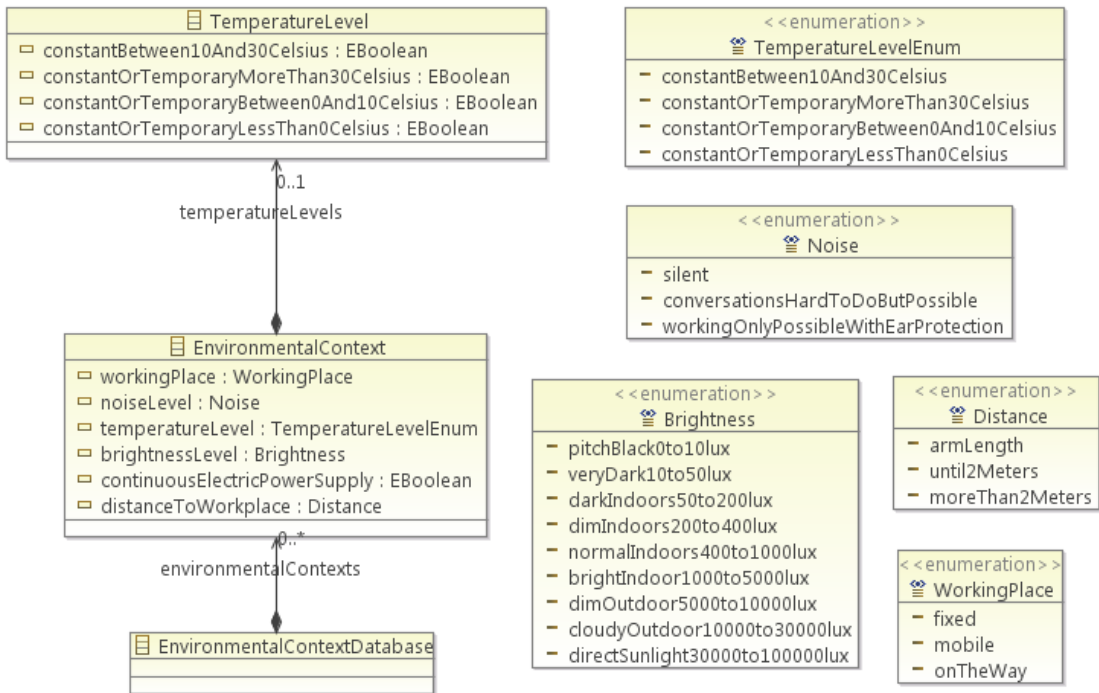 TemperatureLevel
constantBetween10And30Celsius : EBoolean
constantOrTemporaryMoreThan30Celsius : EBoolean
constantOrTemporaryBetween0And10Celsius : EBoolean
constantOrTemporaryLessThan0Celsius : EBoolean
0..1
temperatureLevels
EnvironmentalContext
workingPlace : WorkingPlace
noiseLevel : Noise
temperatureLevel : TemperatureLevelEnum
brightnessLevel : Brightness
continuousElectricPowerSupply : EBoolean
distanceToWorkplace : Distance
0..*
environmentalContexts
EnvironmentalContextDatabase
<<enumeration>>
TemperatureLevelEnum
constantBetween10And30Celsius
constantOrTemporaryMoreThan30Celsius
constantOrTemporaryBetween0And10Celsius
constantOrTemporaryLessThan0Celsius
<<enumeration>>
Noise
silent
conversationsHardToDoButPossible
workingOnlyPossibleWithEarProtection
<<enumeration>>
Brightness
pitchBlack0to10lux
veryDark10to50lux
darkIndoors50to200lux
dimIndoors200to400lux
normalIndoors400to1000lux
brightIndoor1000to5000lux
dimOutdoor5000to10000lux
cloudyOutdoor10000to30000lux
directSunlight30000to100000lux
<<enumeration>>
Distance
armLength
until2Meters
moreThan2Meters
<<enumeration>>
WorkingPlace
fixed
mobile
onTheWay